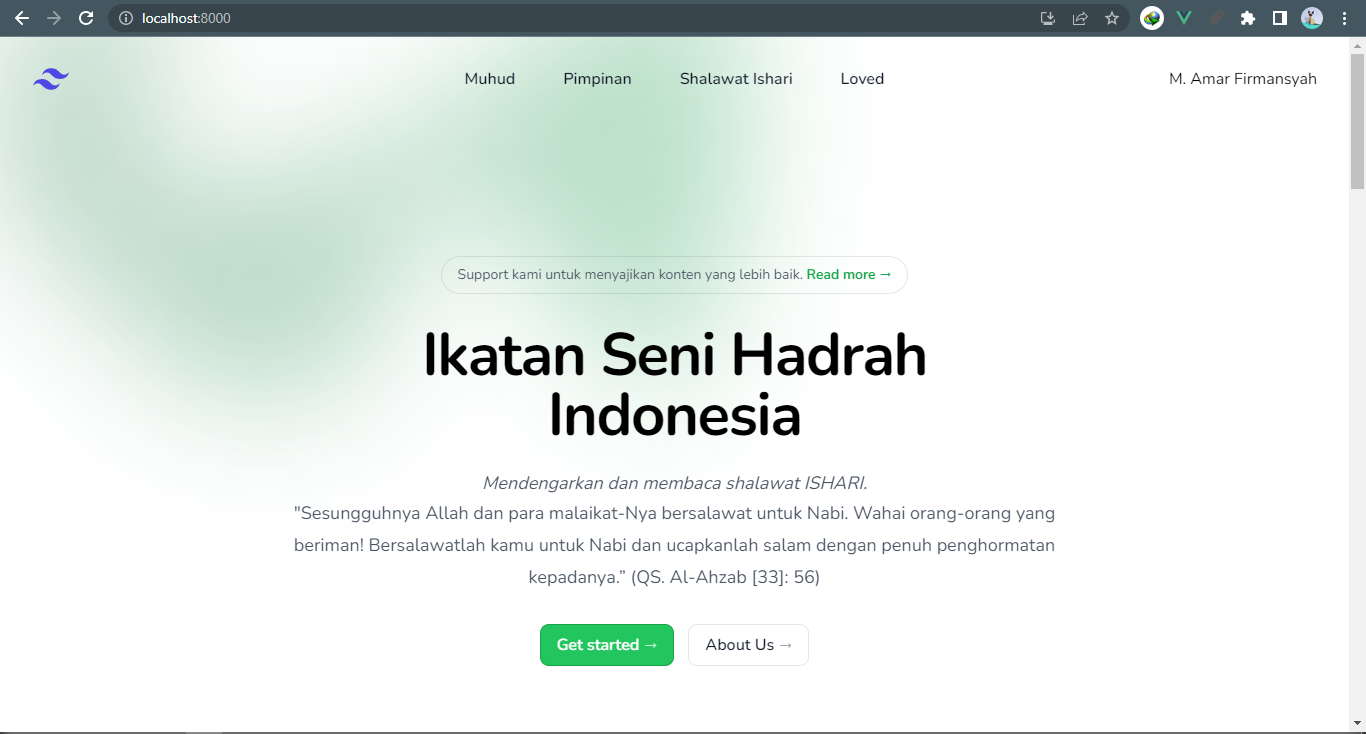 localhost:8000
Muhud Pimpinan Shalawat Ishari Loved M. Amar Firmansyah
Support kami untuk menyajikan konten yang lebih baik. Read more →
Ikatan Seni Hadrah
Indonesia
Mendengarkan dan membaca shalawat ISHARI.
"Sesungguhnya Allah dan para malaikat-Nya bersalawat untuk Nabi. Wahai orang-orang yang
beriman! Bersalawatlah kamu untuk Nabi dan ucapkanlah salam dengan penuh penghormatan
kepadanya.” (QS. Al-Ahzab [33]: 56)
Get started → About Us →